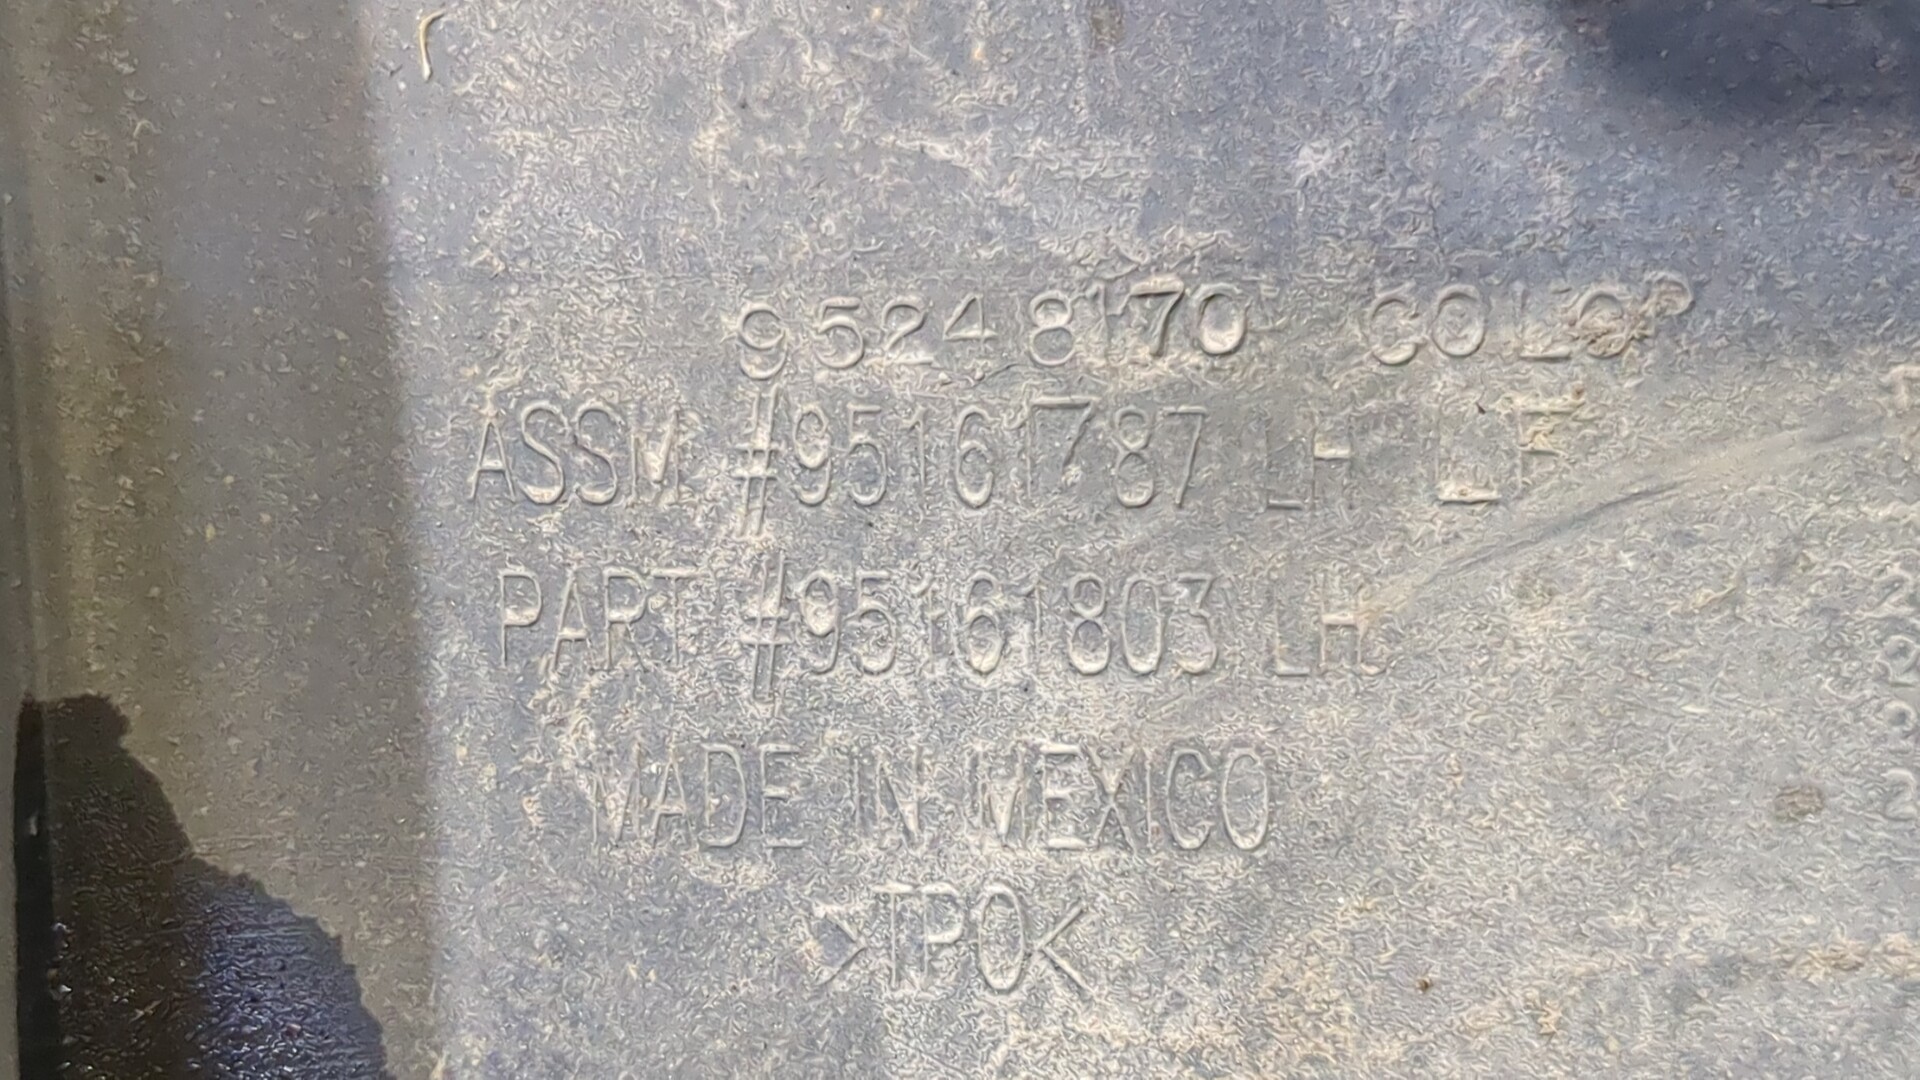 95248170 COLOR
ASSM #95161787 LH LF
PART #95161803 LH
MADE IN MEXICO
>TPO<